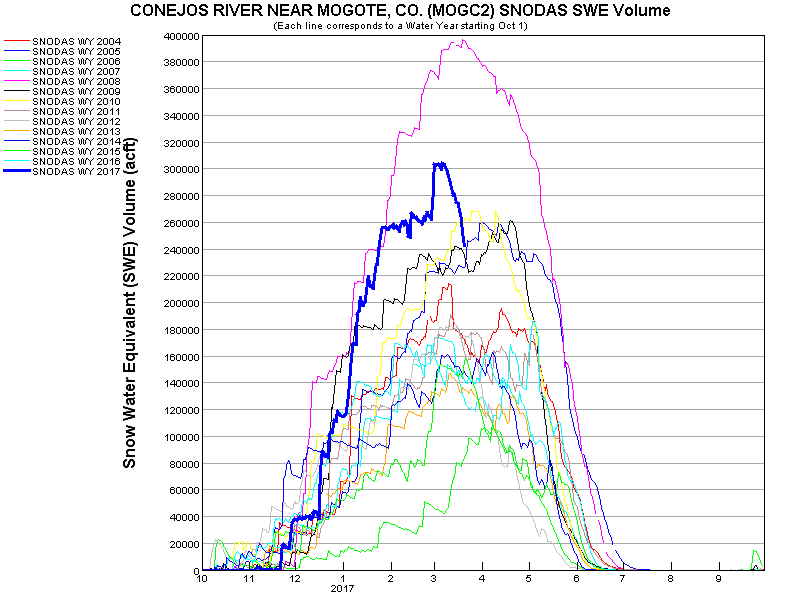 CONEJOS RIVER NEAR MOGOTE, CO. (MOGC2) SNODAS SWE Volume
(Each line corresponds to a Water Year starting Oct 1)
SNODAS WY 2004
SNODAS WY 2005
SNODAS WY 2006
SNODAS WY 2007
SNODAS WY 2008
SNODAS WY 2009
SNODAS WY 2010
SNODAS WY 2011
SNODAS WY 2012
SNODAS WY 2013
SNODAS WY 2014
SNODAS WY 2015
SNODAS WY 2016
SNODAS WY 2017
Snow Water Equivalent (SWE) Volume (acft)
400000
380000
360000
340000
320000
300000
280000
260000
240000
220000
200000
180000
160000
140000
120000
100000
80000
60000
40000
20000
0
10 11 12 1 2 3 4 5 6 7 8 9
2017